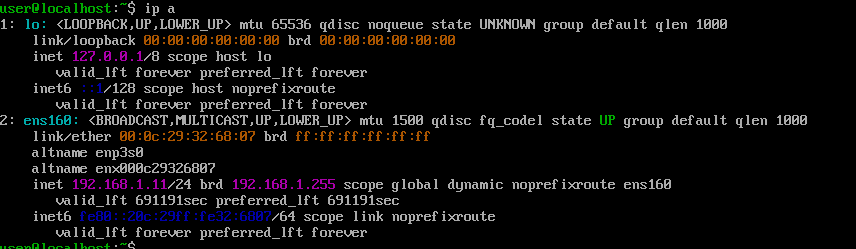 user@localhost:~$ ip a
1: lo: <LOOPBACK,UP,LOWER_UP> mtu 65536 qdisc noqueue state UNKNOWN group default qlen 1000
    link/loopback 00:00:00:00:00:00 brd 00:00:00:00:00:00
    inet 127.0.0.1/8 scope host lo
       valid_lft forever preferred_lft forever
    inet6 ::1/128 scope host noprefixroute
       valid_lft forever preferred_lft forever
2: ens160: <BROADCAST,MULTICAST,UP,LOWER_UP> mtu 1500 qdisc fq_codel state UP group default qlen 1000
    link/ether 00:0c:29:32:68:07 brd ff:ff:ff:ff:ff:ff
    altname enp3s0
    altname enx000c29326807
    inet 192.168.1.11/24 brd 192.168.1.255 scope global dynamic noprefixroute ens160
       valid_lft 691191sec preferred_lft 691191sec
    inet6 fe80::20c:29ff:fe32:6807/64 scope link noprefixroute
       valid_lft forever preferred_lft forever
user@localhost:~$